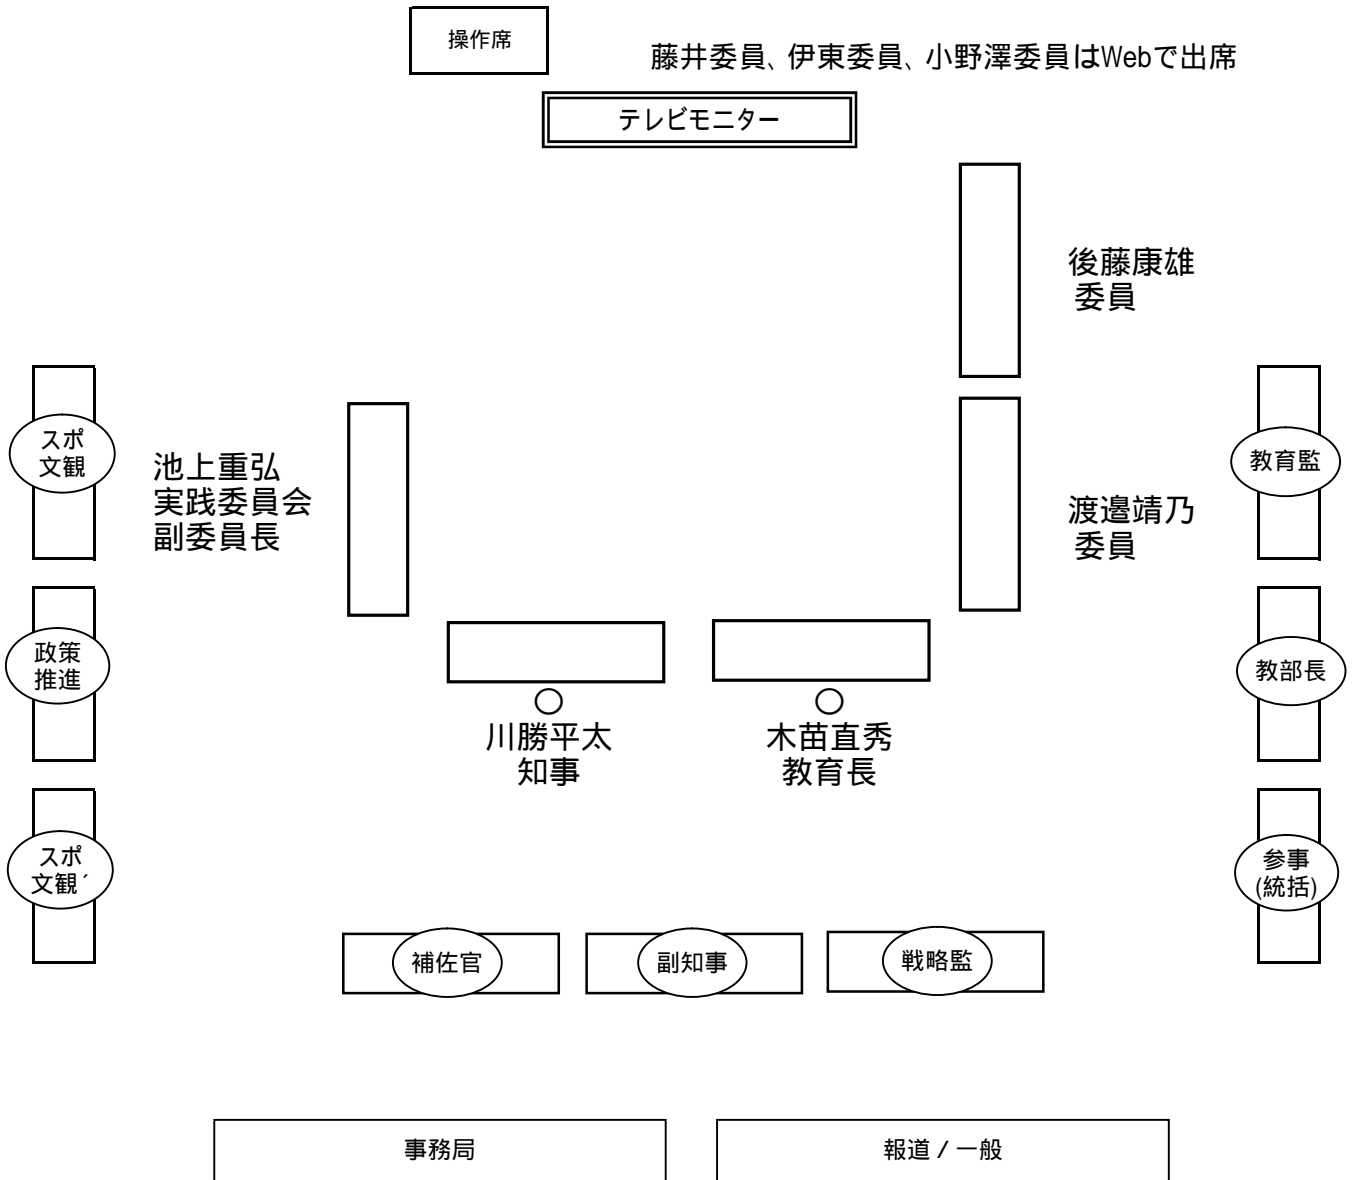 操作席
藤井委員、伊東委員、小野澤委員はWebで出席
テレビモニター
後藤康雄
委員
スポ
文観
池上重弘
実践委員会
副委員長
渡邉靖乃
委員
教育監
政策
推進
教部長
川勝平太
知事
木苗直秀
教育長
スポ
文観´
参事
(統括)
補佐官
副知事
戦略監
事務局
報道/一般